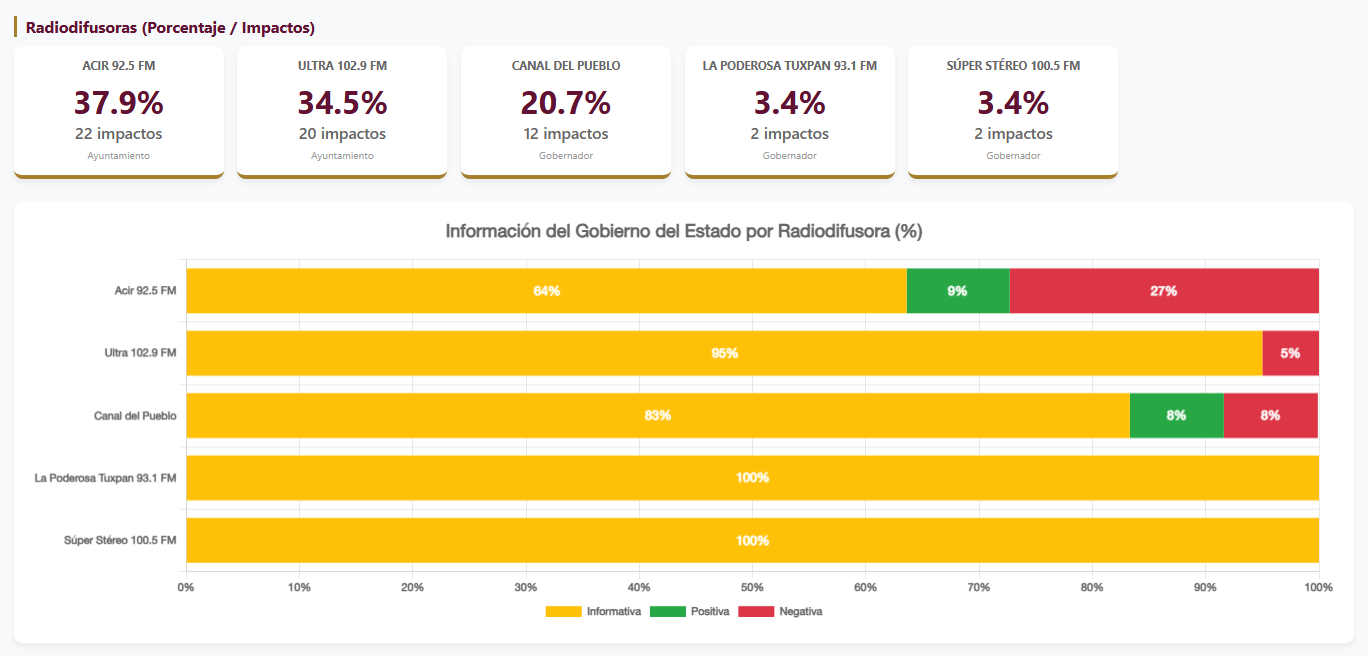 Radiodifusoras (Porcentaje / Impactos)
ACIR 92.5 FM
37.9%
22 impactos
Ayuntamiento
ULTRA 102.9 FM
34.5%
20 impactos
Ayuntamiento
CANAL DEL PUEBLO
20.7%
12 impactos
Gobernador
LA PODEROSA TUXPAN 93.1 FM
3.4%
2 impactos
Gobernador
SÚPER STÉREO 100.5 FM
3.4%
2 impactos
Gobernador
Información del Gobierno del Estado por Radiodifusora (%)
Acir 92.5 FM 64% 9% 27%
Ultra 102.9 FM 95% 5%
Canal del Pueblo 83% 8% 8%
La Poderosa Tuxpan 93.1 FM 100%
Súper Stéreo 100.5 FM 100%
0% 10% 20% 30% 40% 50% 60% 70% 80% 90% 100%
Informativa Positiva Negativa